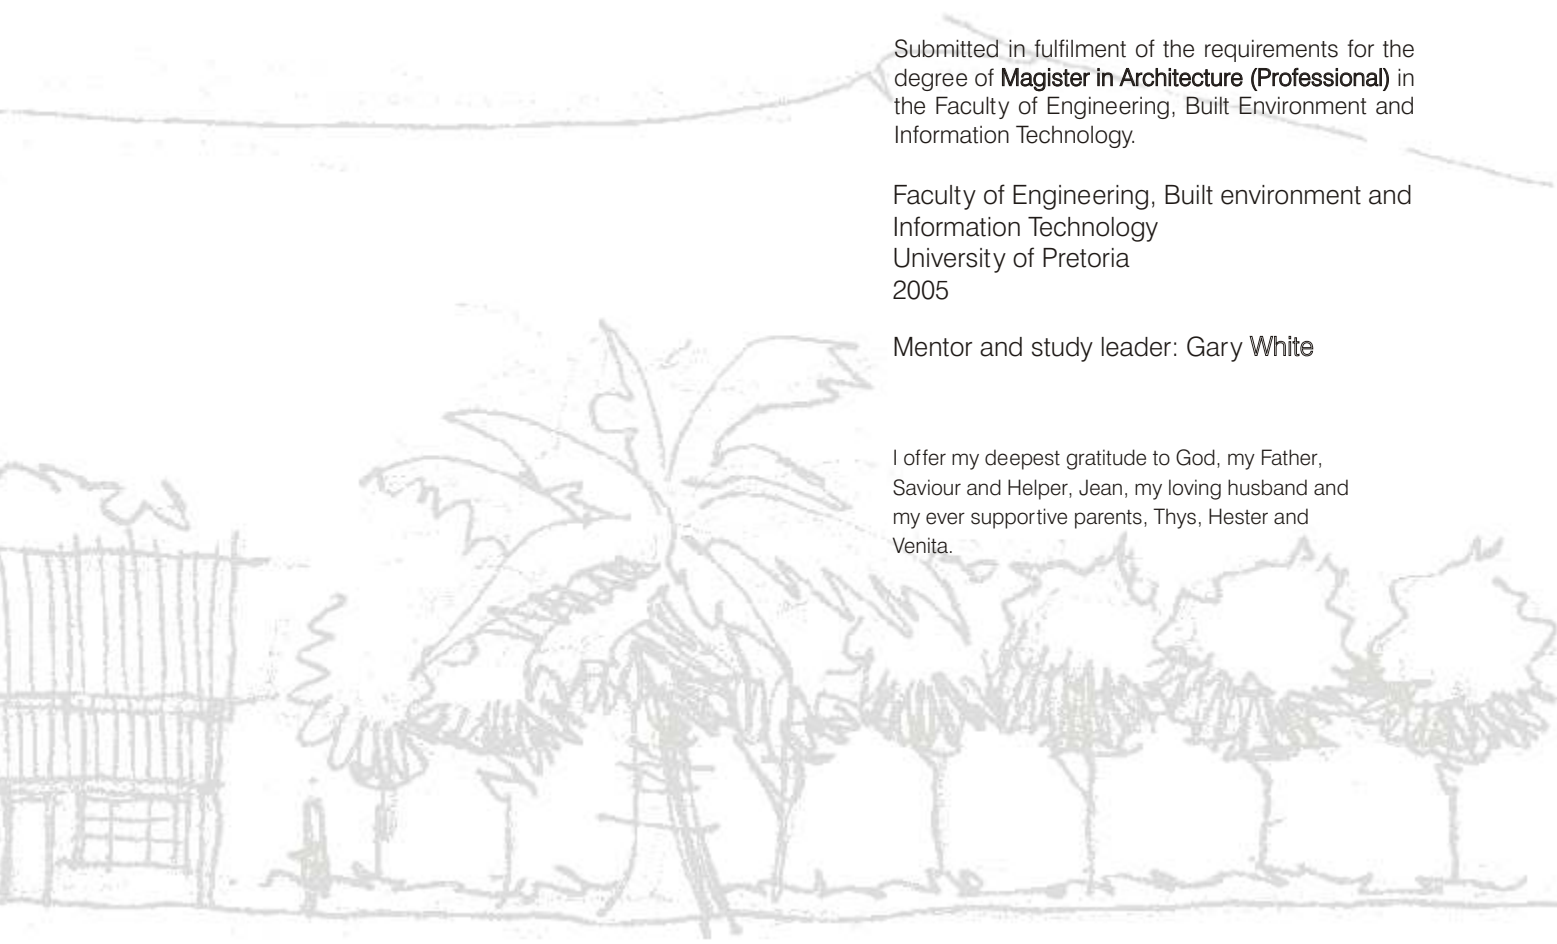 Submitted in fulfilment of the requirements for the
degree of Magister in Architecture (Professional) in
the Faculty of Engineering, Built Environment and
Information Technology.
Faculty of Engineering, Built environment and
Information Technology
University of Pretoria
2005
Mentor and study leader: Gary White
I offer my deepest gratitude to God, my Father,
Saviour and Helper, Jean, my loving husband and
my ever supportive parents, Thys, Hester and
Venita.